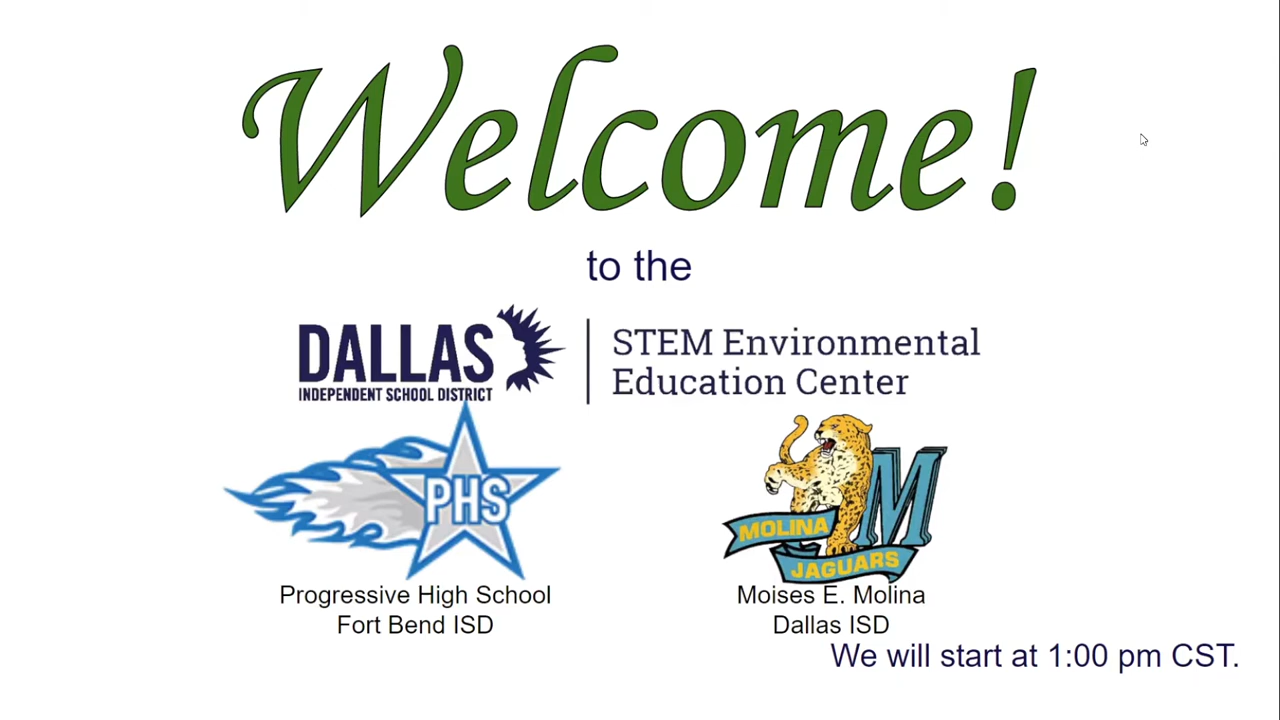 Welcome!
to the
DALLAS
INDEPENDENT SCHOOL DISTRICT
STEM Environmental
Education Center
PHS
M
MOLINA
JAGUARS
Progressive High School
Fort Bend ISD
Moises E. Molina
Dallas ISD
We will start at 1:00 pm CST.